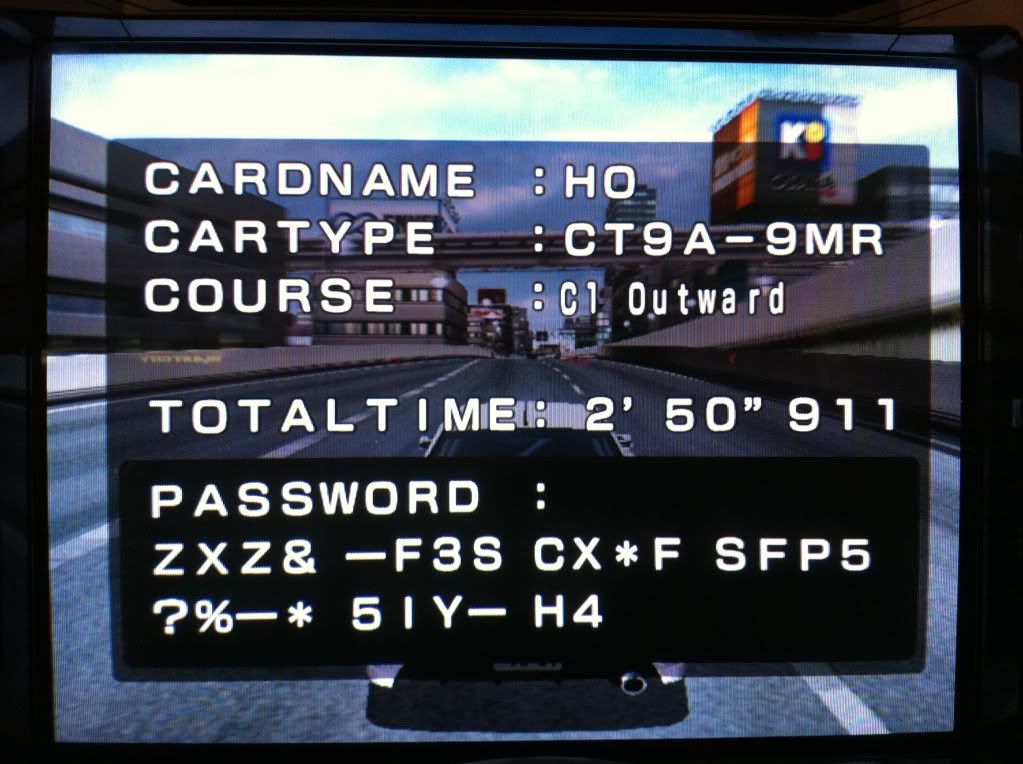 CARDNAME : HO
CARTYPE : CT9A-9MR
COURSE : C1 Outward
TOTALTIME: 2' 50" 911
PASSWORD :
ZXZ& -F3S CX*F SFP5
?%-* 5IY- H4